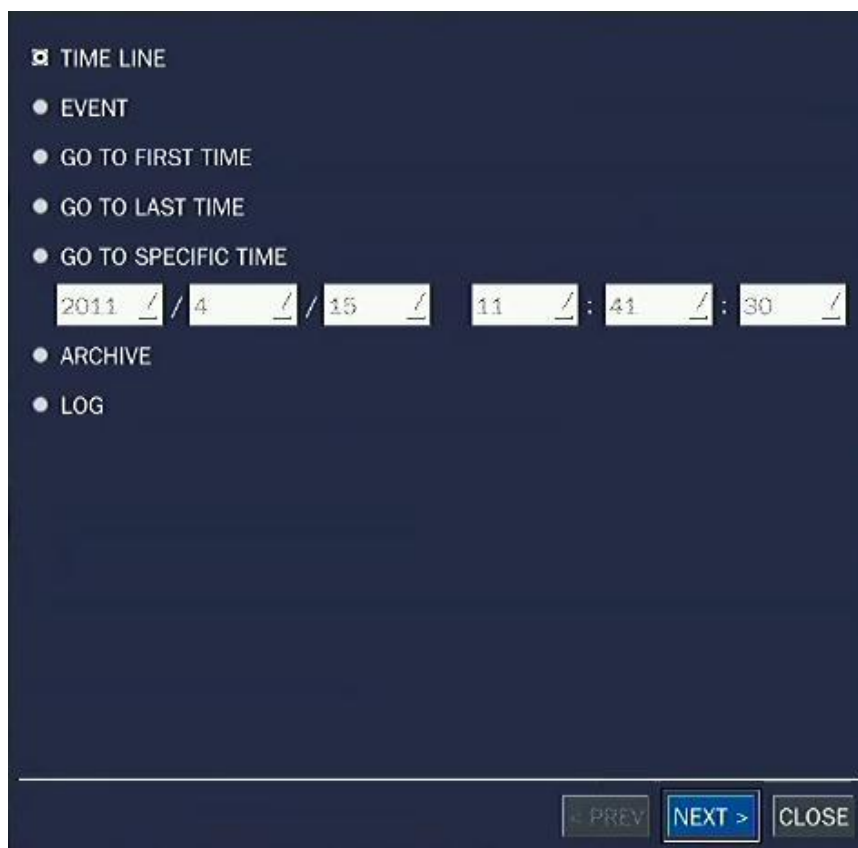 TIME LINE
EVENT
GO TO FIRST TIME
GO TO LAST TIME
GO TO SPECIFIC TIME
2011 / 4 / 15 11 : 41 : 30
ARCHIVE
LOG
< PREV NEXT > CLOSE